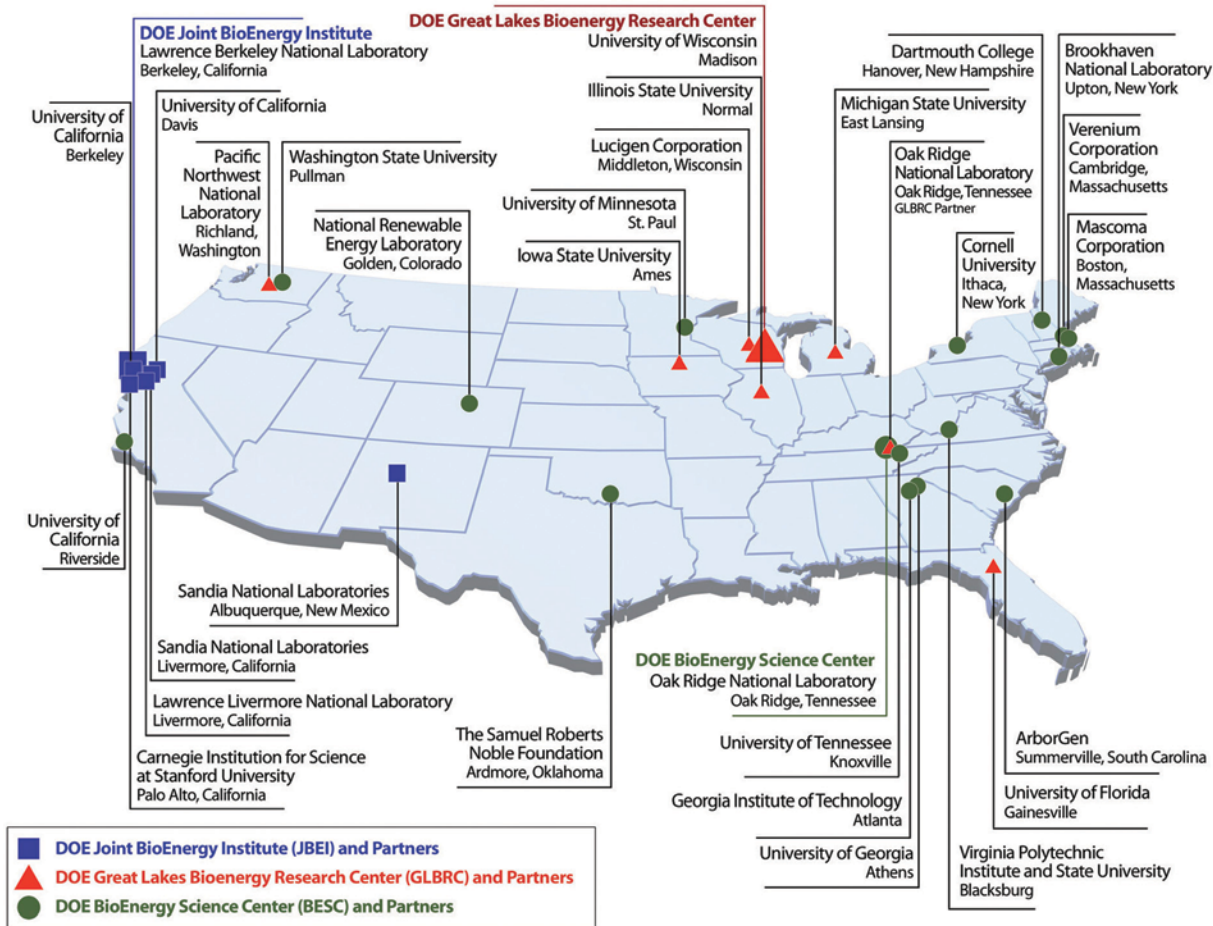 DOE Joint BioEnergy Institute
Lawrence Berkeley National Laboratory
Berkeley, California
DOE Great Lakes Bioenergy Research Center
University of Wisconsin
Madison
Dartmouth College
Hanover, New Hampshire
Brookhaven
National Laboratory
Upton, New York
University of
California
Berkeley
University of California
Davis
Illinois State University
Normal
Michigan State University
East Lansing
Pacific
Northwest
National
Laboratory
Richland,
Washington
Washington State University
Pullman
Lucigen Corporation
Middleton, Wisconsin
Oak Ridge
National Laboratory
Oak Ridge, Tennessee
GLBRC Partner
Verenium
Corporation
Cambridge,
Massachusetts
National Renewable
Energy Laboratory
Golden, Colorado
University of Minnesota
St. Paul
Iowa State University
Ames
Cornell
University
Ithaca,
New York
Mascoma
Corporation
Boston,
Massachusetts
University of
California
Riverside
Sandia National Laboratories
Albuquerque, New Mexico
Sandia National Laboratories
Livermore, California
Lawrence Livermore National Laboratory
Livermore, California
Carnegie Institution for Science
at Stanford University
Palo Alto, California
The Samuel Roberts
Noble Foundation
Ardmore, Oklahoma
DOE BioEnergy Science Center
Oak Ridge National Laboratory
Oak Ridge, Tennessee
University of Tennessee
Knoxville
Georgia Institute of Technology
Atlanta
University of Georgia
Athens
ArborGen
Summerville, South Carolina
University of Florida
Gainesville
Virginia Polytechnic
Institute and State University
Blacksburg
DOE Joint BioEnergy Institute (JBEI) and Partners
DOE Great Lakes Bioenergy Research Center (GLBRC) and Partners
DOE BioEnergy Science Center (BESC) and Partners